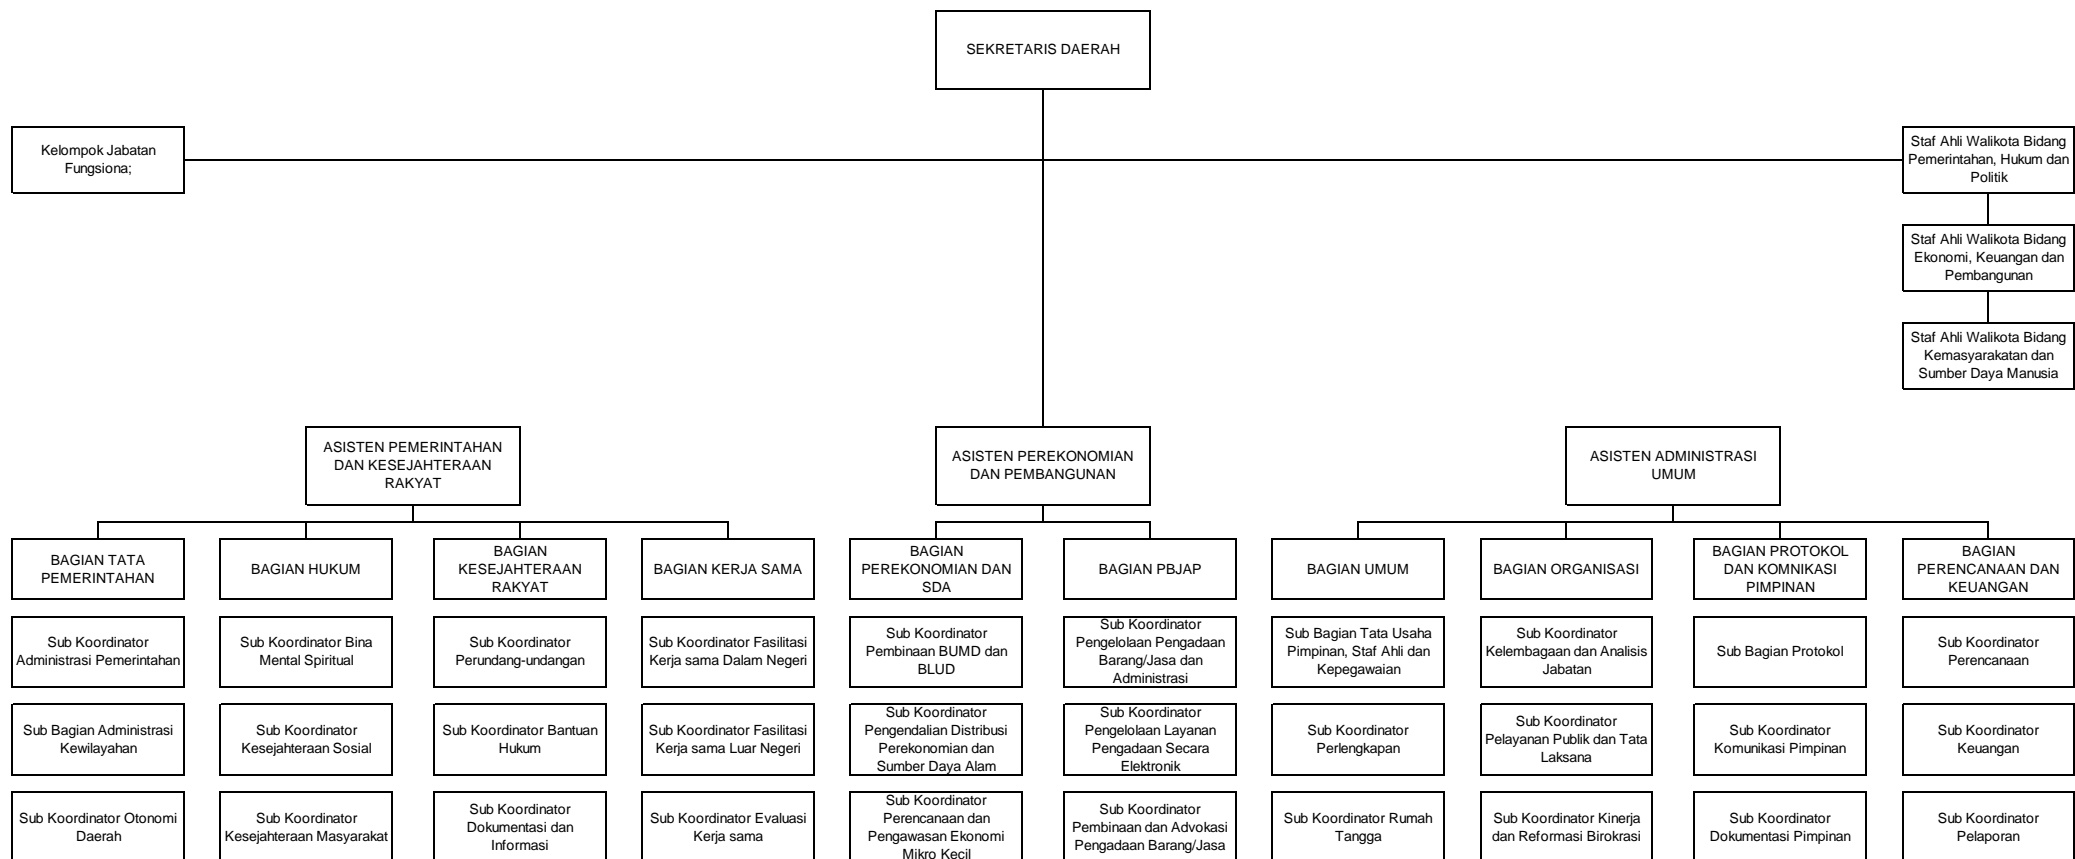 SEKRETARIS DAERAH
Kelompok Jabatan
Fungsiona;
Staf Ahli Walikota Bidang
Pemerintahan, Hukum dan
Politik
Staf Ahli Walikota Bidang
Ekonomi, Keuangan dan
Pembangunan
Staf Ahli Walikota Bidang
Kemasyarakatan dan
Sumber Daya Manusia
ASISTEN PEMERINTAHAN
DAN KESEJAHTERAAN
RAKYAT
ASISTEN PEREKONOMIAN
DAN PEMBANGUNAN
ASISTEN ADMINISTRASI
UMUM
BAGIAN TATA
PEMERINTAHAN
BAGIAN HUKUM
BAGIAN
KESEJAHTERAAN
RAKYAT
BAGIAN KERJA SAMA
BAGIAN
PEREKONOMIAN DAN
SDA
BAGIAN PBJAP
BAGIAN UMUM
BAGIAN ORGANISASI
BAGIAN PROTOKOL
DAN KOMNIKASI
PIMPINAN
BAGIAN
PERENCANAAN DAN
KEUANGAN
Sub Koordinator
Administrasi Pemerintahan
Sub Koordinator Bina
Mental Spiritual
Sub Koordinator
Perundang-undangan
Sub Koordinator Fasilitasi
Kerja sama Dalam Negeri
Sub Koordinator
Pembinaan BUMD dan
BLUD
Sub Koordinator
Pengelolaan Pengadaan
Barang/Jasa dan
Administrasi
Sub Bagian Tata Usaha
Pimpinan, Staf Ahli dan
Kepegawaian
Sub Koordinator
Kelembagaan dan Analisis
Jabatan
Sub Bagian Protokol
Sub Koordinator
Perencanaan
Sub Bagian Administrasi
Kewilayahan
Sub Koordinator
Kesejahteraan Sosial
Sub Koordinator Bantuan
Hukum
Sub Koordinator Fasilitasi
Kerja sama Luar Negeri
Sub Koordinator
Pengendalian Distribusi
Perekonomian dan
Sumber Daya Alam
Sub Koordinator
Pengelolaan Layanan
Pengadaan Secara
Elektronik
Sub Koordinator
Perlengkapan
Sub Koordinator
Pelayanan Publik dan Tata
Laksana
Sub Koordinator
Komunikasi Pimpinan
Sub Koordinator
Keuangan
Sub Koordinator Otonomi
Daerah
Sub Koordinator
Kesejahteraan Masyarakat
Sub Koordinator
Dokumentasi dan
Informasi
Sub Koordinator Evaluasi
Kerja sama
Sub Koordinator
Perencanaan dan
Pengawasan Ekonomi
Mikro Kecil
Sub Koordinator
Pembinaan dan Advokasi
Pengadaan Barang/Jasa
Sub Koordinator Rumah
Tangga
Sub Koordinator Kinerja
dan Reformasi Birokrasi
Sub Koordinator
Dokumentasi Pimpinan
Sub Koordinator
Pelaporan